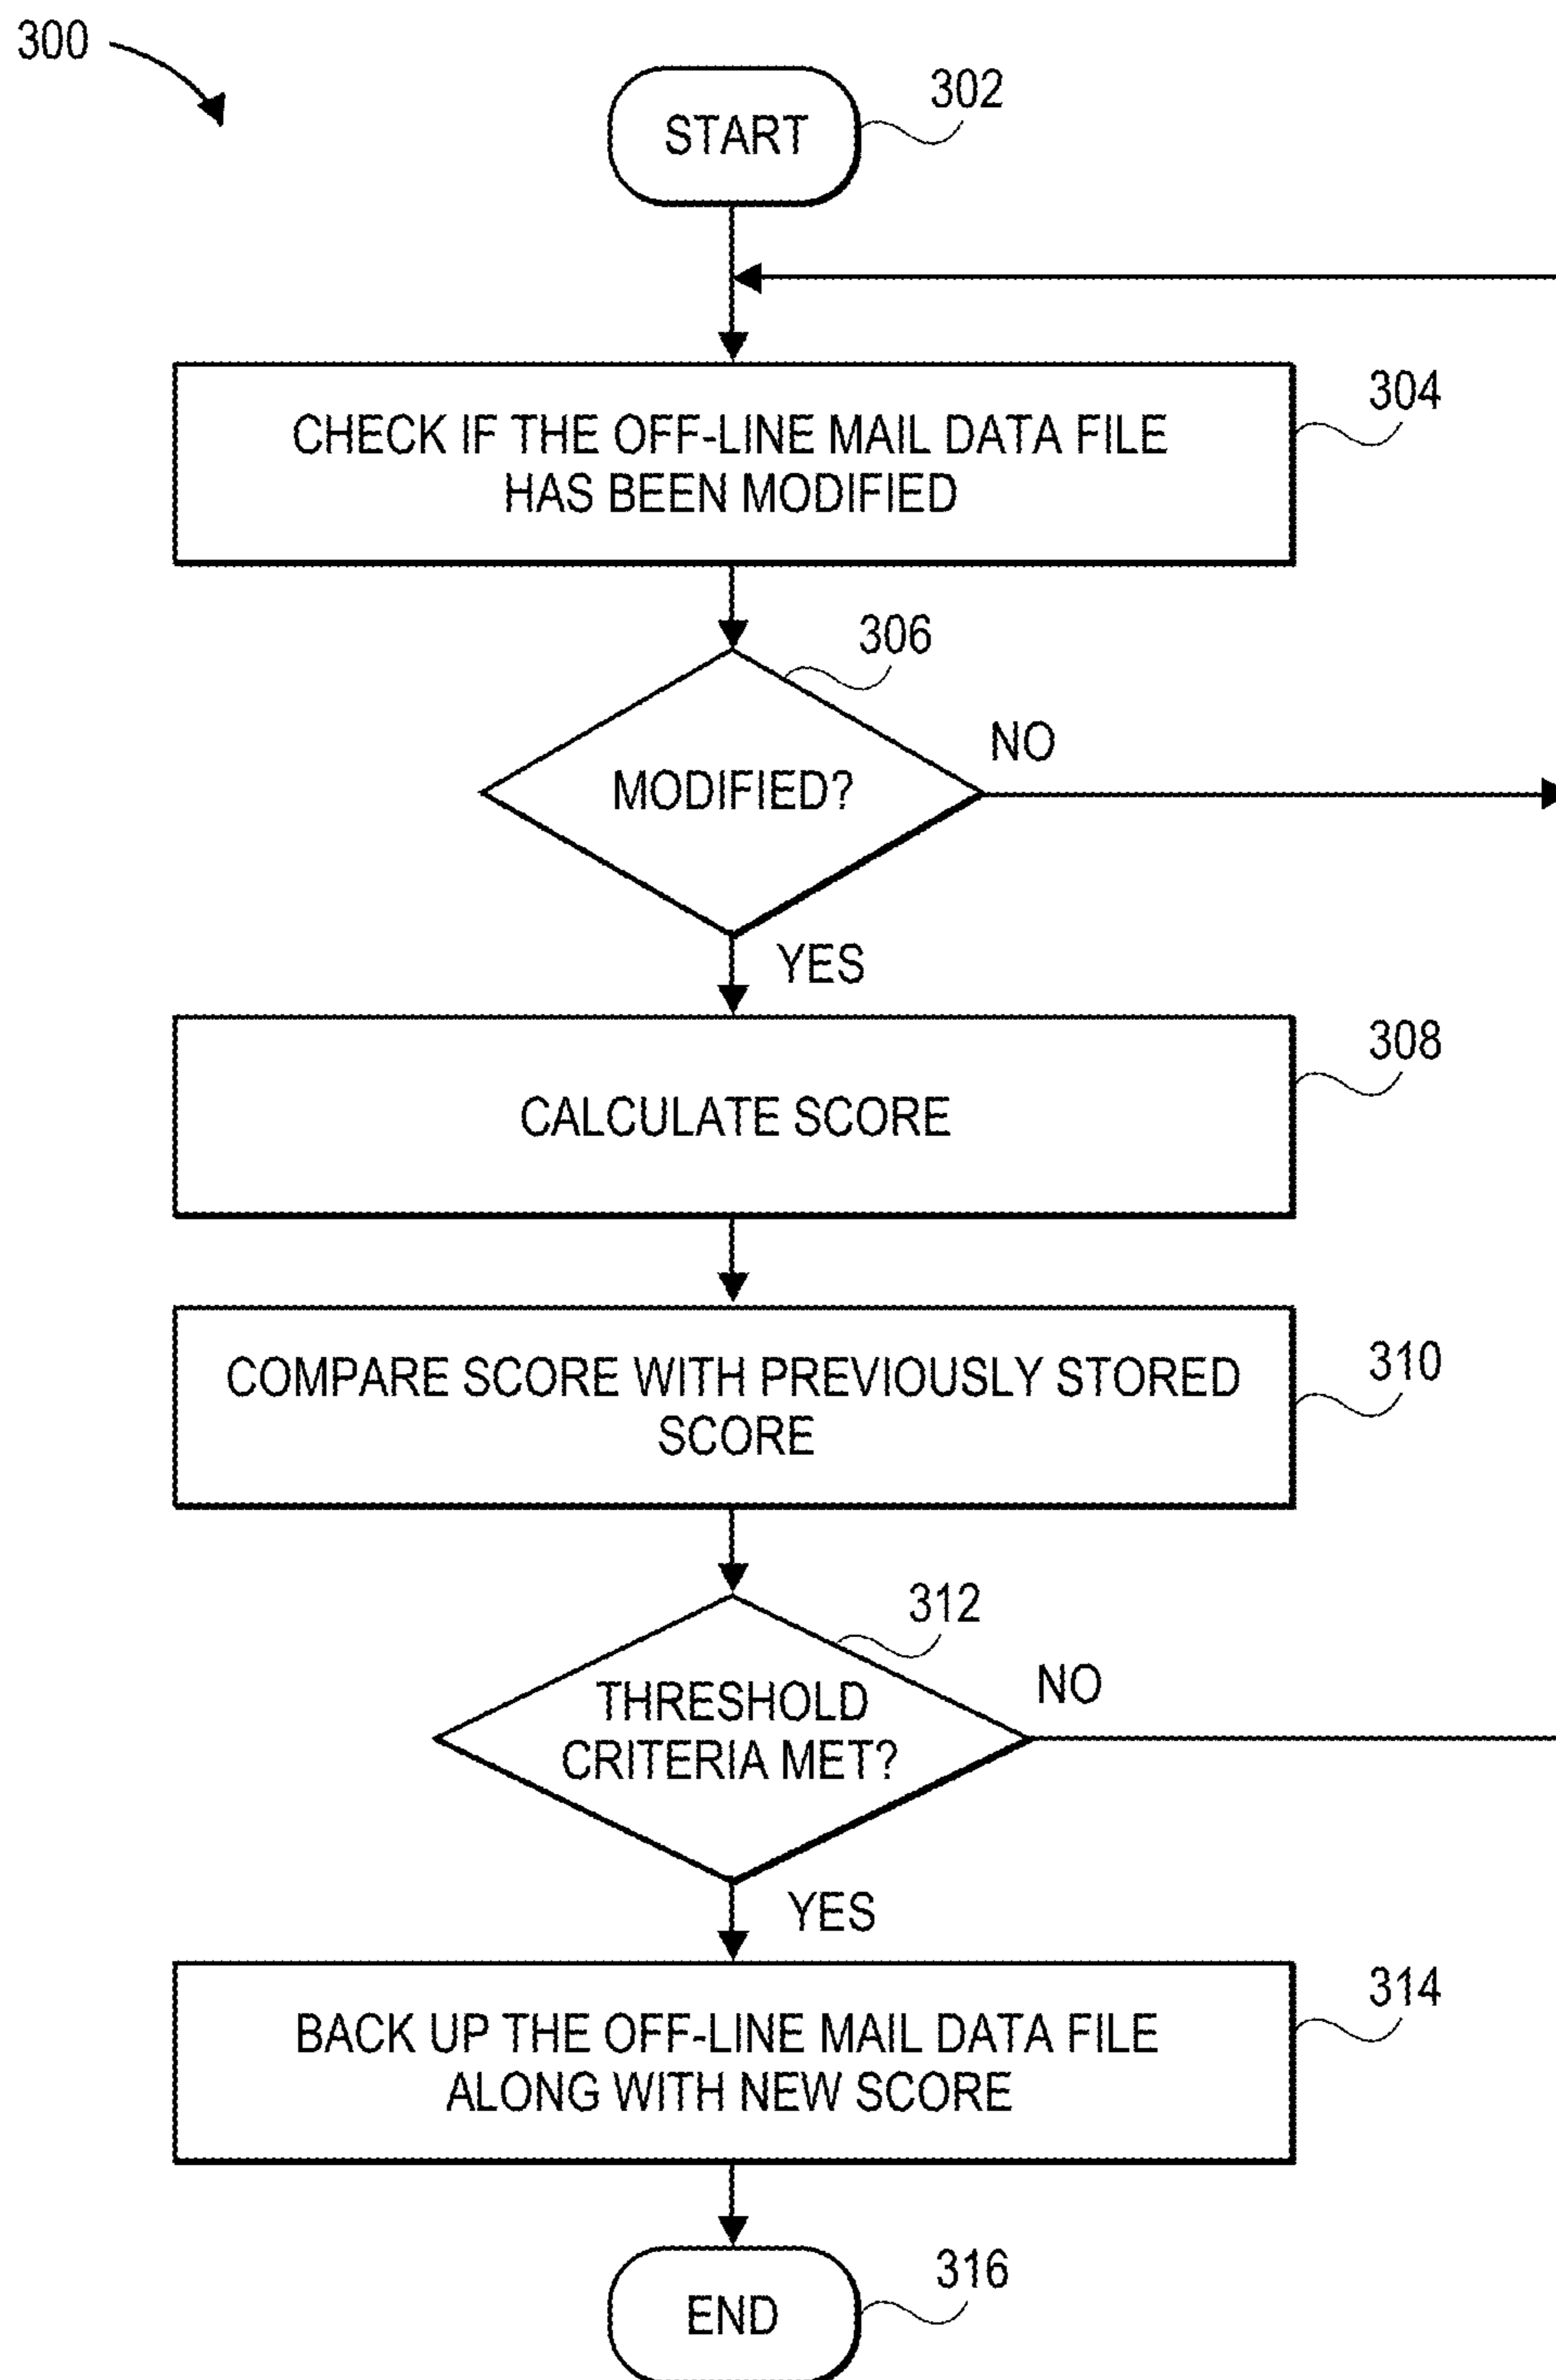 300
START
302
304
CHECK IF THE OFF-LINE MAIL DATA FILE
HAS BEEN MODIFIED
306
MODIFIED?
NO
YES
308
CALCULATE SCORE
310
COMPARE SCORE WITH PREVIOUSLY STORED
SCORE
312
THRESHOLD
CRITERIA MET?
NO
YES
314
BACK UP THE OFF-LINE MAIL DATA FILE
ALONG WITH NEW SCORE
316
END